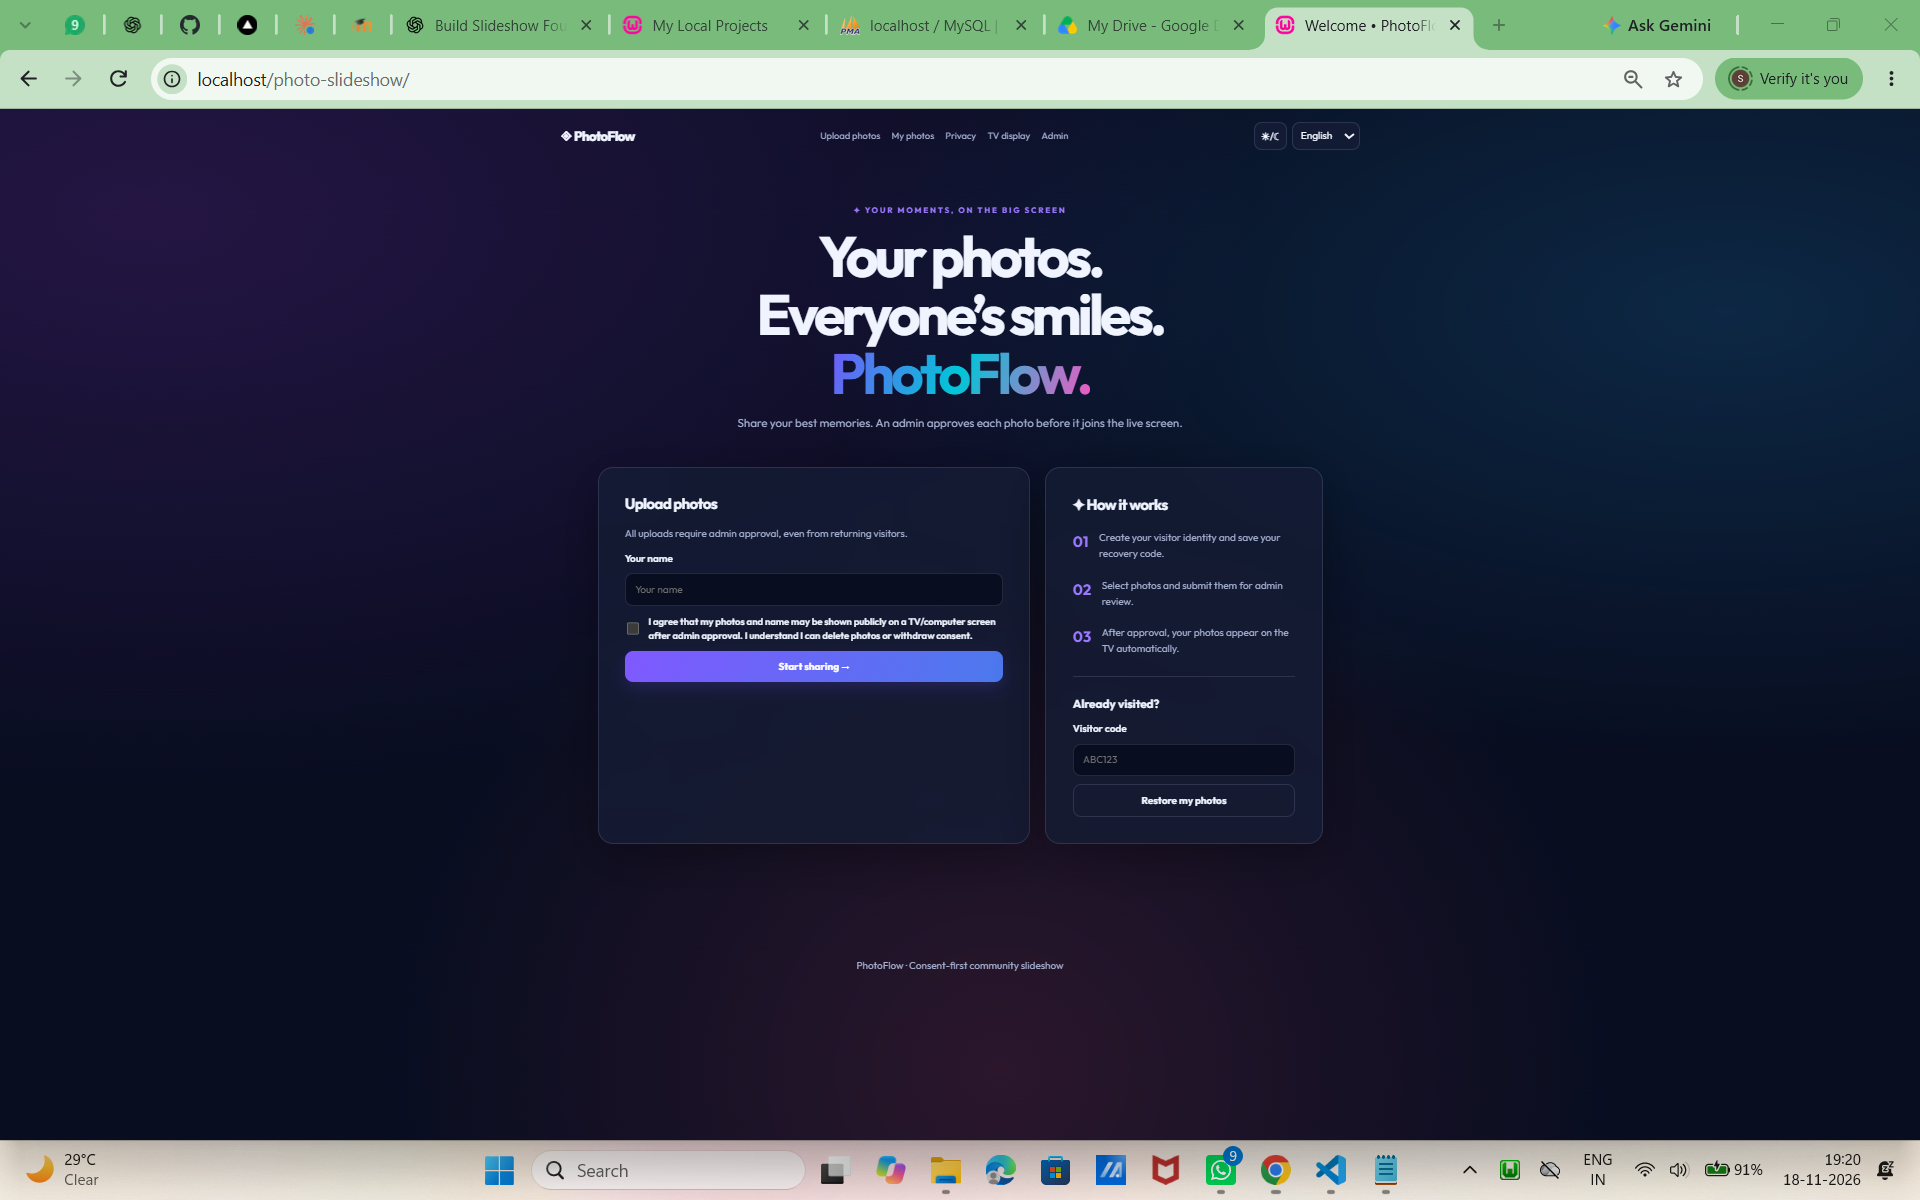 9
Build Slideshow Fou
My Local Projects
localhost / MySQL |
My Drive - Google D
Welcome • PhotoFl
Ask Gemini
localhost/photo-slideshow/
S
Verify it's you
PhotoFlow
Upload photos
My photos
Privacy
TV display
Admin
☀/☾
English
✦ YOUR MOMENTS, ON THE BIG SCREEN
Your photos.
Everyone’s smiles.
PhotoFlow.
Share your best memories. An admin approves each photo before it joins the live screen.
Upload photos
All uploads require admin approval, even from returning visitors.
Your name
Your name
I agree that my photos and name may be shown publicly on a TV/computer screen
after admin approval. I understand I can delete photos or withdraw consent.
Start sharing →
✦ How it works
01 Create your visitor identity and save your
recovery code.
02 Select photos and submit them for admin
review.
03 After approval, your photos appear on the
TV automatically.
Already visited?
Visitor code
ABC123
Restore my photos
PhotoFlow · Consent-first community slideshow
29°C
Clear
Search
9
ENG
IN
91%
19:20
18-11-2026